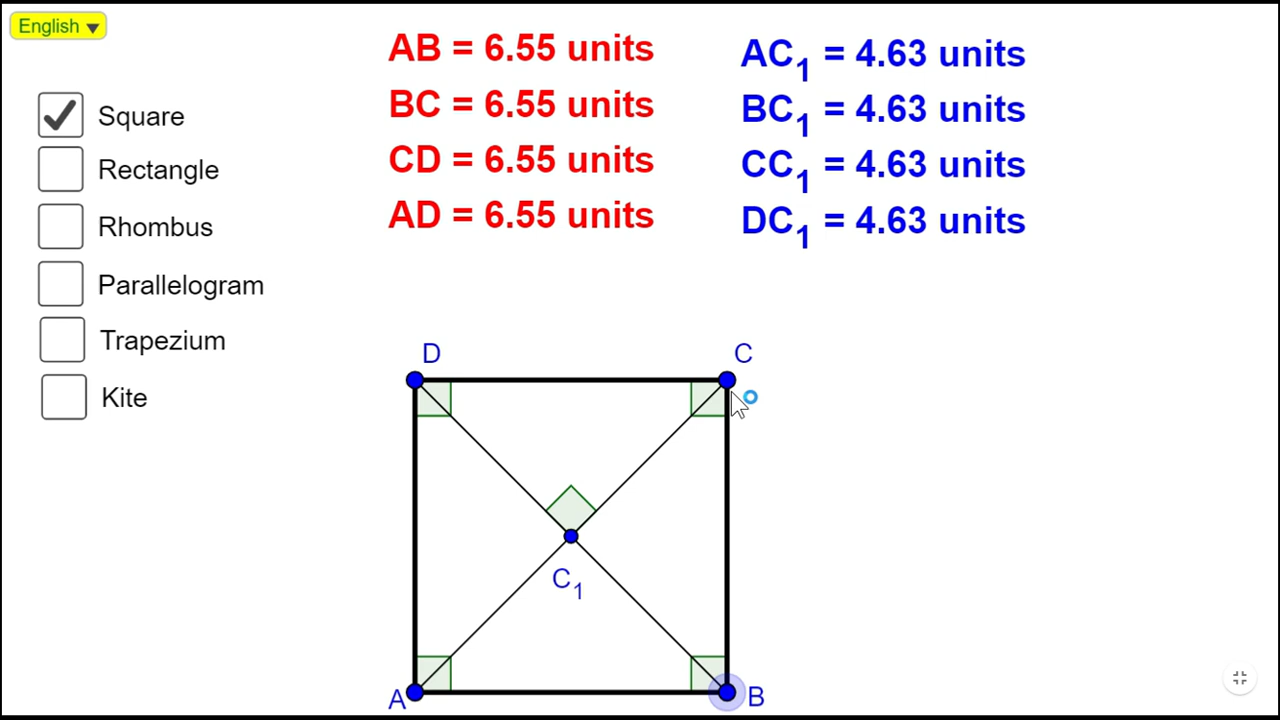 English ▼
AB = 6.55 units
BC = 6.55 units
CD = 6.55 units
AD = 6.55 units
AC₁ = 4.63 units
BC₁ = 4.63 units
CC₁ = 4.63 units
DC₁ = 4.63 units
Square
Rectangle
Rhombus
Parallelogram
Trapezium
Kite
D
C
C₁
A
B